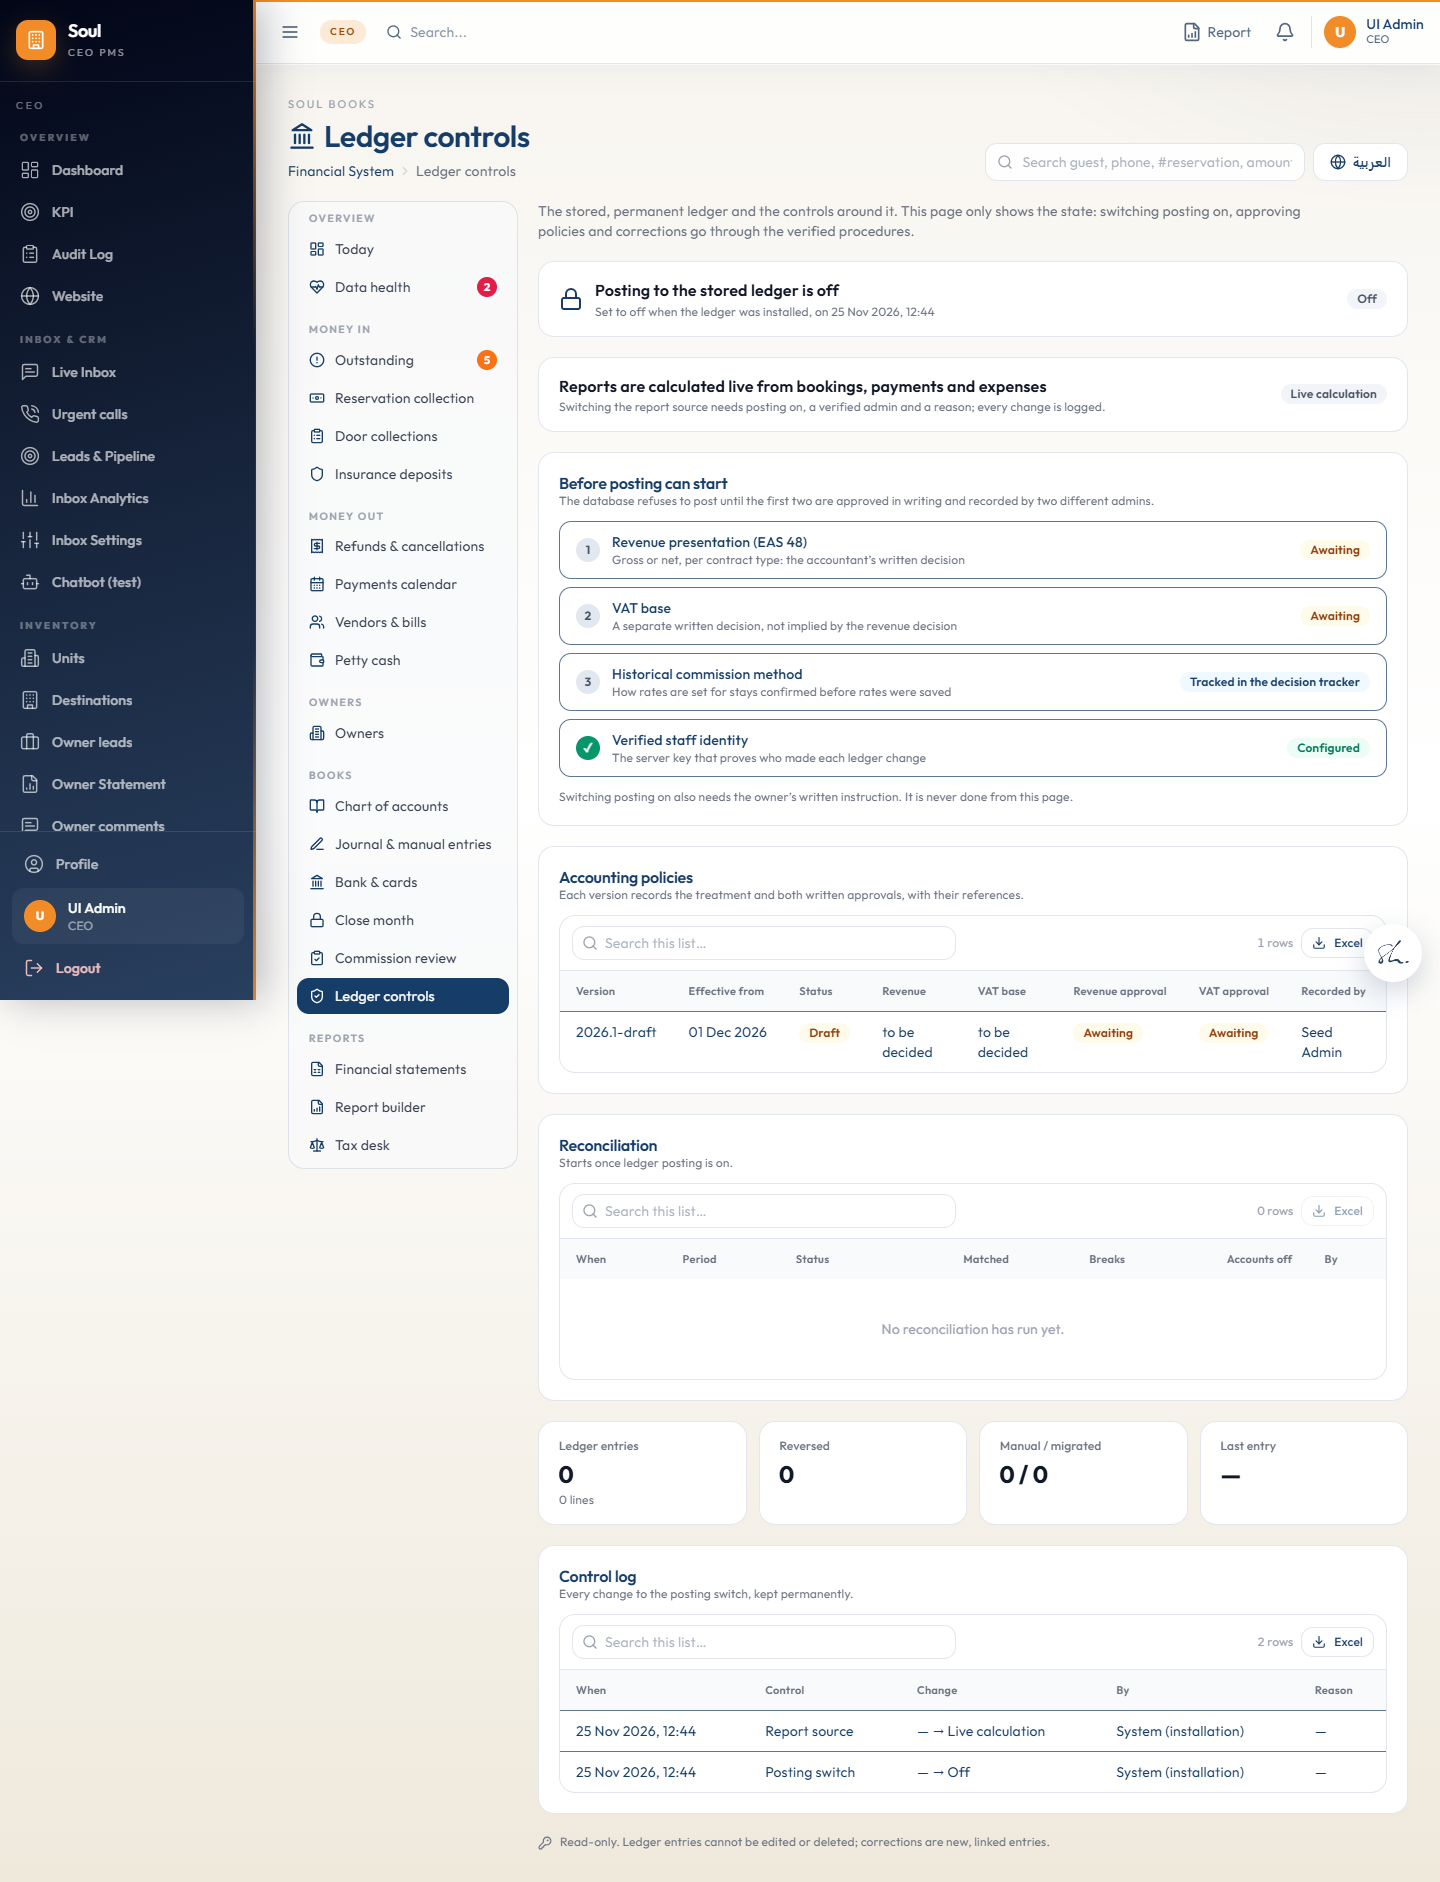 Soul
CEO PMS
CEO
OVERVIEW
Dashboard
KPI
Audit Log
Website
INBOX & CRM
Live Inbox
Urgent calls
Leads & Pipeline
Inbox Analytics
Inbox Settings
Chatbot (test)
INVENTORY
Units
Destinations
Owner leads
Owner Statement
Owner comments
Profile
U
UI Admin
CEO
Logout
CEO
Search...
Report
U
UI Admin
CEO
SOUL BOOKS
Ledger controls
Financial System
Ledger controls
Search guest, phone, #reservation, amoun
العربية
OVERVIEW
Today
Data health
2
MONEY IN
Outstanding
5
Reservation collection
Door collections
Insurance deposits
MONEY OUT
Refunds & cancellations
Payments calendar
Vendors & bills
Petty cash
OWNERS
Owners
BOOKS
Chart of accounts
Journal & manual entries
Bank & cards
Close month
Commission review
Ledger controls
REPORTS
Financial statements
Report builder
Tax desk
The stored, permanent ledger and the controls around it. This page only shows the state: switching posting on, approving
policies and corrections go through the verified procedures.
Posting to the stored ledger is off
Set to off when the ledger was installed, on 25 Nov 2026, 12:44
Off
Reports are calculated live from bookings, payments and expenses
Switching the report source needs posting on, a verified admin and a reason; every change is logged.
Live calculation
Before posting can start
The database refuses to post until the first two are approved in writing and recorded by two different admins.
1
Revenue presentation (EAS 48)
Gross or net, per contract type: the accountant's written decision
Awaiting
2
VAT base
A separate written decision, not implied by the revenue decision
Awaiting
3
Historical commission method
How rates are set for stays confirmed before rates were saved
Tracked in the decision tracker
✓
Verified staff identity
The server key that proves who made each ledger change
Configured
Switching posting on also needs the owner's written instruction. It is never done from this page.
Accounting policies
Each version records the treatment and both written approvals, with their references.
Search this list...
1 rows
Excel
Sh.
Version Effective from Status Revenue VAT base Revenue approval VAT approval Recorded by
2026.1-draft 01 Dec 2026 Draft to be decided to be decided Awaiting Awaiting Seed Admin
Reconciliation
Starts once ledger posting is on.
Search this list...
0 rows
Excel
When Period Status Matched Breaks Accounts off By
No reconciliation has run yet.
Ledger entries
0
0 lines
Reversed
0
Manual / migrated
0 / 0
Last entry
—
Control log
Every change to the posting switch, kept permanently.
Search this list...
2 rows
Excel
When Control Change By Reason
25 Nov 2026, 12:44 Report source — → Live calculation System (installation) —
25 Nov 2026, 12:44 Posting switch — → Off System (installation) —
Read-only. Ledger entries cannot be edited or deleted; corrections are new, linked entries.